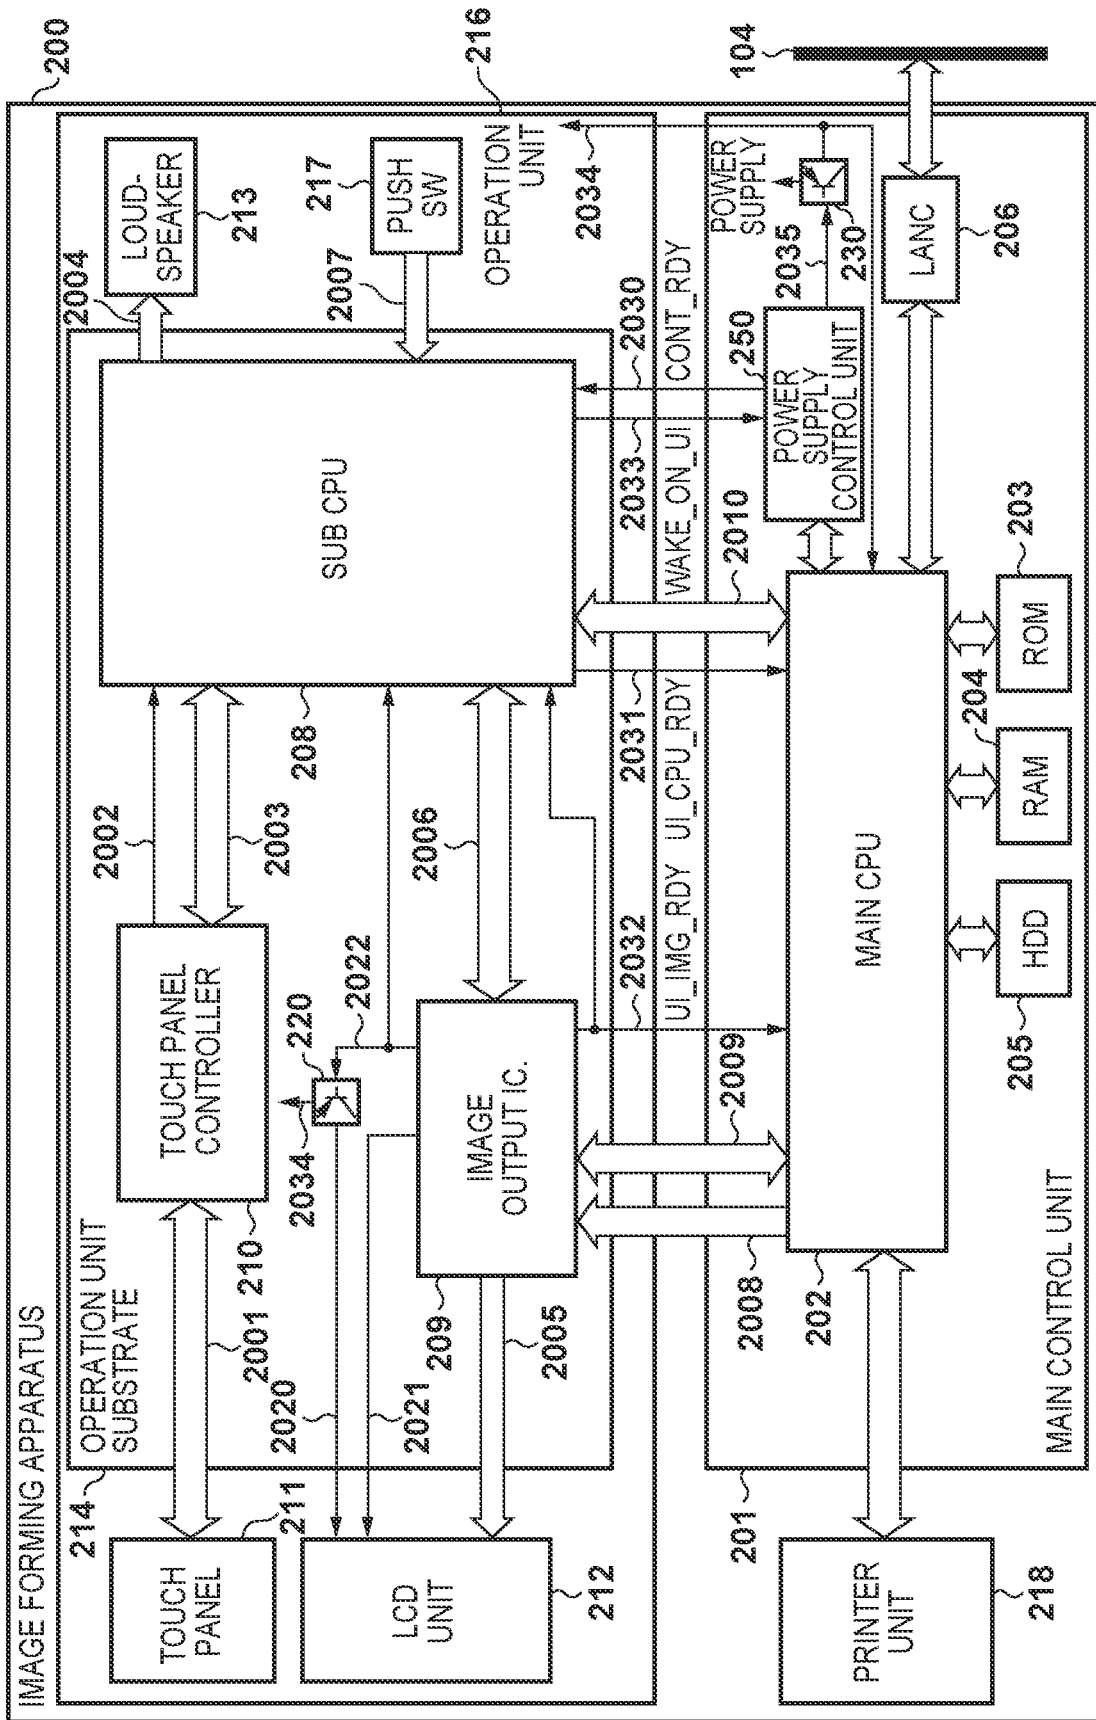 IMAGE FORMING APPARATUS
200
214
OPERATION UNIT
SUBSTRATE
216
OPERATION
UNIT
TOUCH
PANEL
211
2001
TOUCH PANEL
CONTROLLER
210
2002
2003
SUB CPU
208
2004
LOUD-
SPEAKER
213
PUSH
SW
217
2007
LCD
UNIT
212
2020
2021
2034
220
2022
2005
IMAGE
OUTPUT IC.
209
2006
2034
2008
2009
2032
UI_IMG_RDY
2031
UI_CPU_RDY
2010
2033
WAKE_ON_UI
2030
CONT_RDY
POWER
SUPPLY
250
POWER
SUPPLY
CONTROL UNIT
2035
230
104
LANC
206
MAIN CPU
202
201
MAIN CONTROL UNIT
PRINTER
UNIT
218
HDD
205
RAM
204
ROM
203